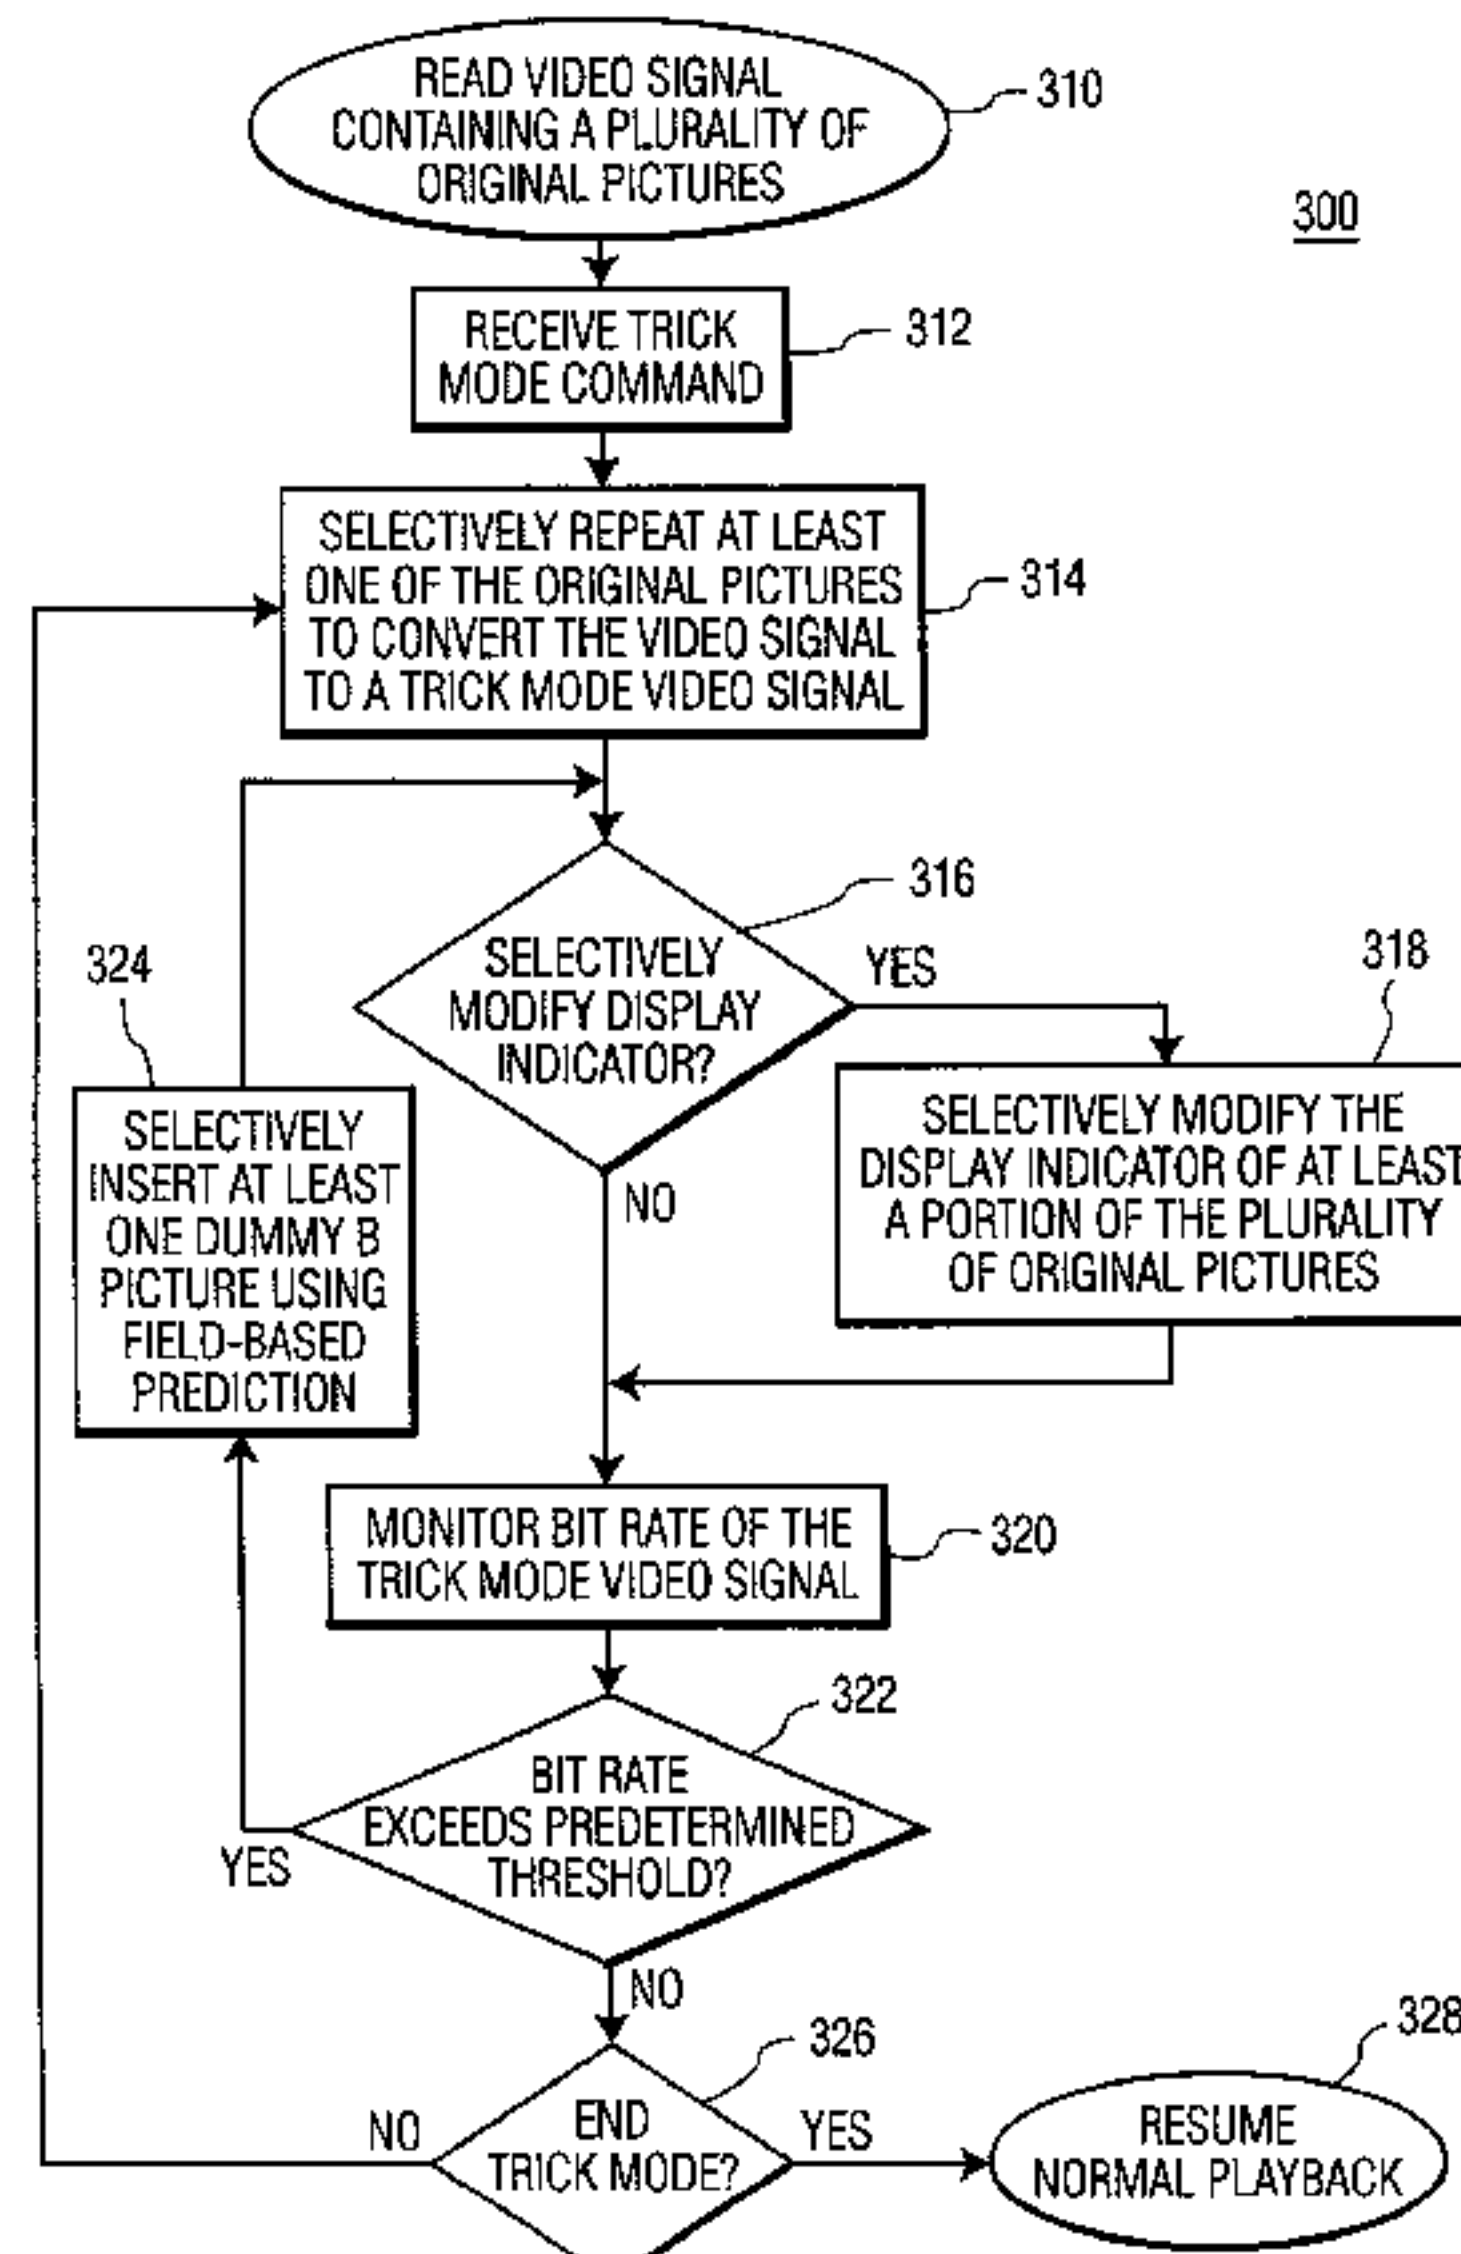 READ VIDEO SIGNAL
CONTAINING A PLURALITY OF
ORIGINAL PICTURES
310
300
RECEIVE TRICK
MODE COMMAND
312
SELECTIVELY REPEAT AT LEAST
ONE OF THE ORIGINAL PICTURES
TO CONVERT THE VIDEO SIGNAL
TO A TRICK MODE VIDEO SIGNAL
314
SELECTIVELY
MODIFY DISPLAY
INDICATOR?
316
YES
NO
318
SELECTIVELY MODIFY THE
DISPLAY INDICATOR OF AT LEAST
A PORTION OF THE PLURALITY
OF ORIGINAL PICTURES
324
SELECTIVELY
INSERT AT LEAST
ONE DUMMY B
PICTURE USING
FIELD-BASED
PREDICTION
MONITOR BIT RATE OF THE
TRICK MODE VIDEO SIGNAL
320
BIT RATE
EXCEEDS PREDETERMINED
THRESHOLD?
322
YES
NO
END
TRICK MODE?
326
NO
YES
328
RESUME
NORMAL PLAYBACK